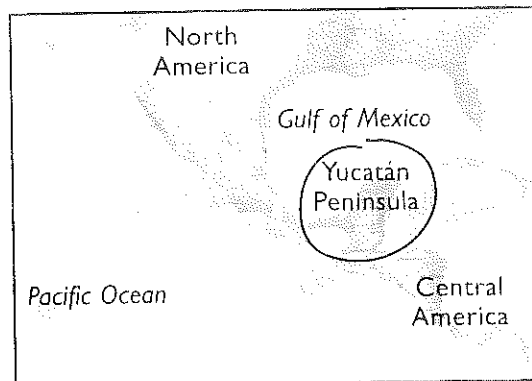 North
America
Gulf of Mexico
Yucatán
Peninsula
Pacific Ocean
Central
America